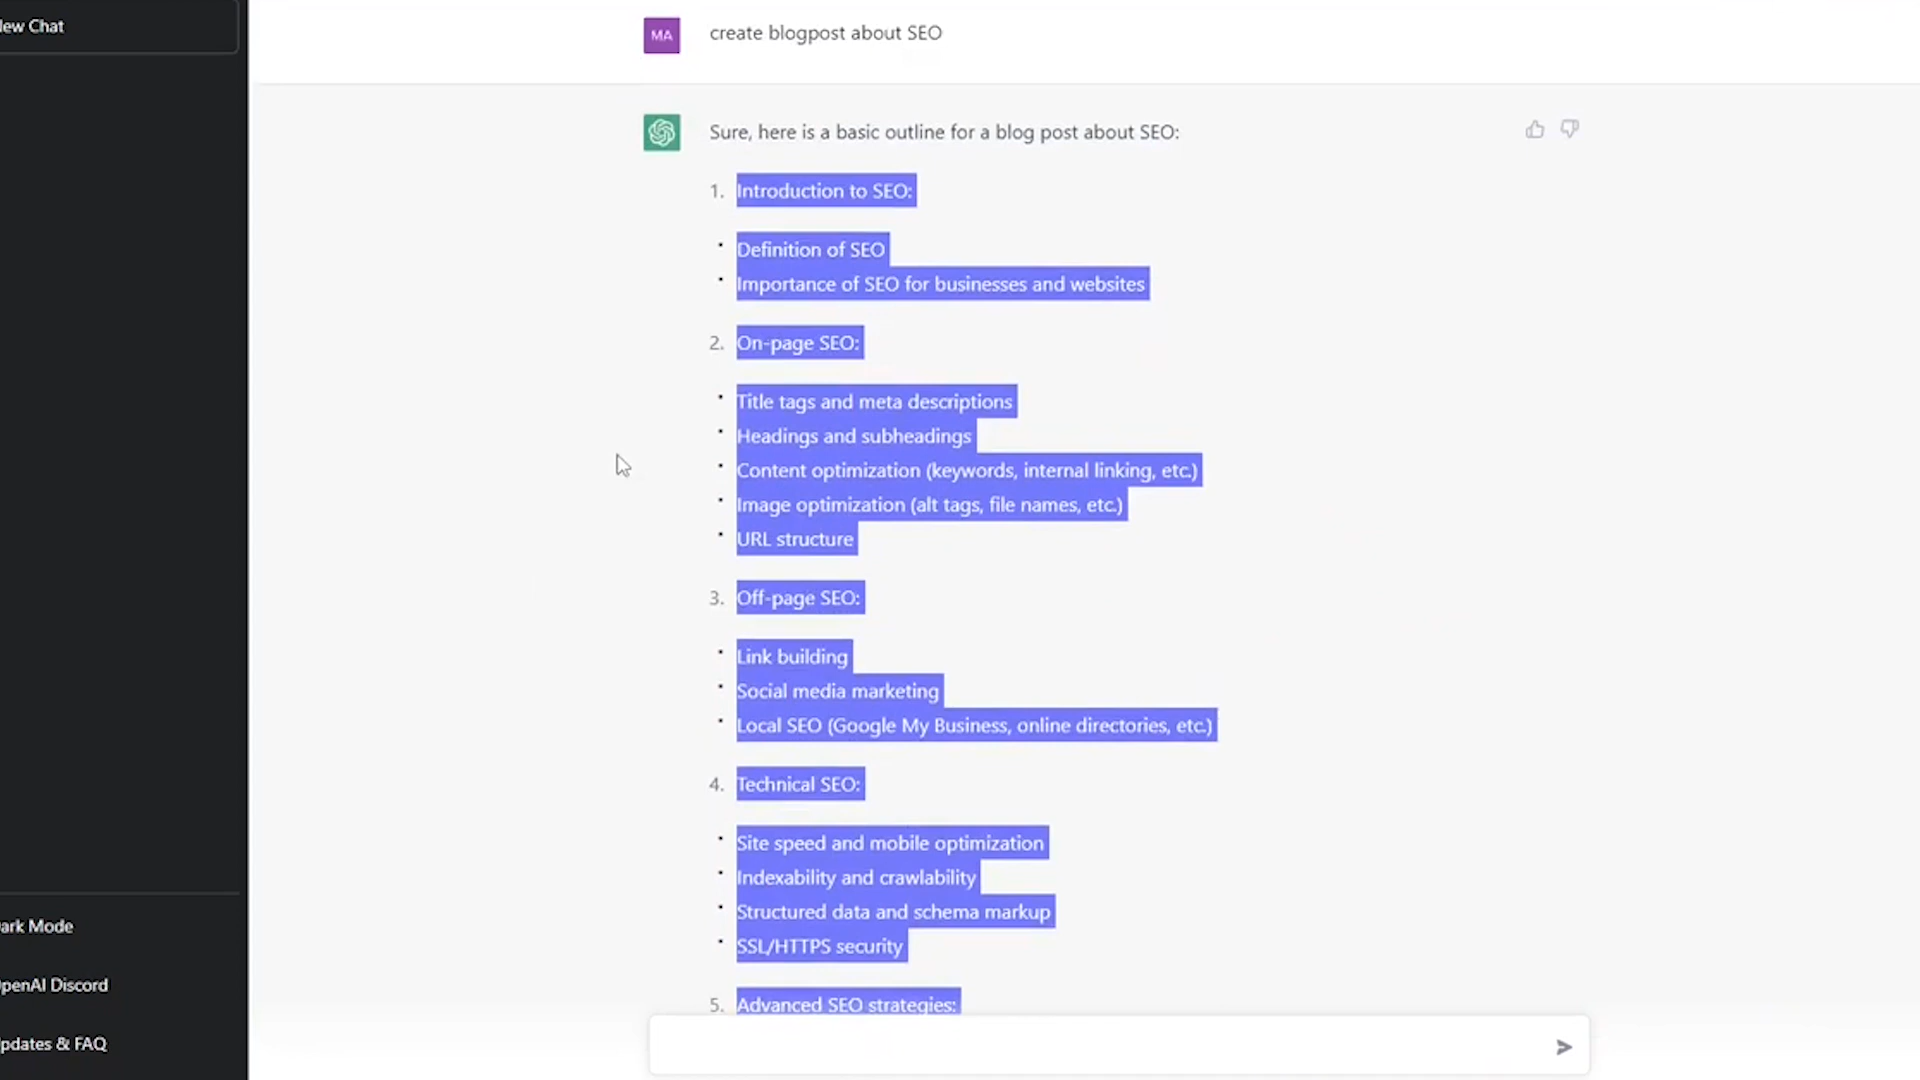 ew Chat
MA
create blogpost about SEO
Sure, here is a basic outline for a blog post about SEO:
1. Introduction to SEO:
· Definition of SEO
· Importance of SEO for businesses and websites
2. On-page SEO:
· Title tags and meta descriptions
· Headings and subheadings
· Content optimization (keywords, internal linking, etc.)
· Image optimization (alt tags, file names, etc.)
· URL structure
3. Off-page SEO:
· Link building
· Social media marketing
· Local SEO (Google My Business, online directories, etc.)
4. Technical SEO:
· Site speed and mobile optimization
· Indexability and crawlability
· Structured data and schema markup
· SSL/HTTPS security
5. Advanced SEO strategies:
ark Mode
penAI Discord
pdates & FAQ